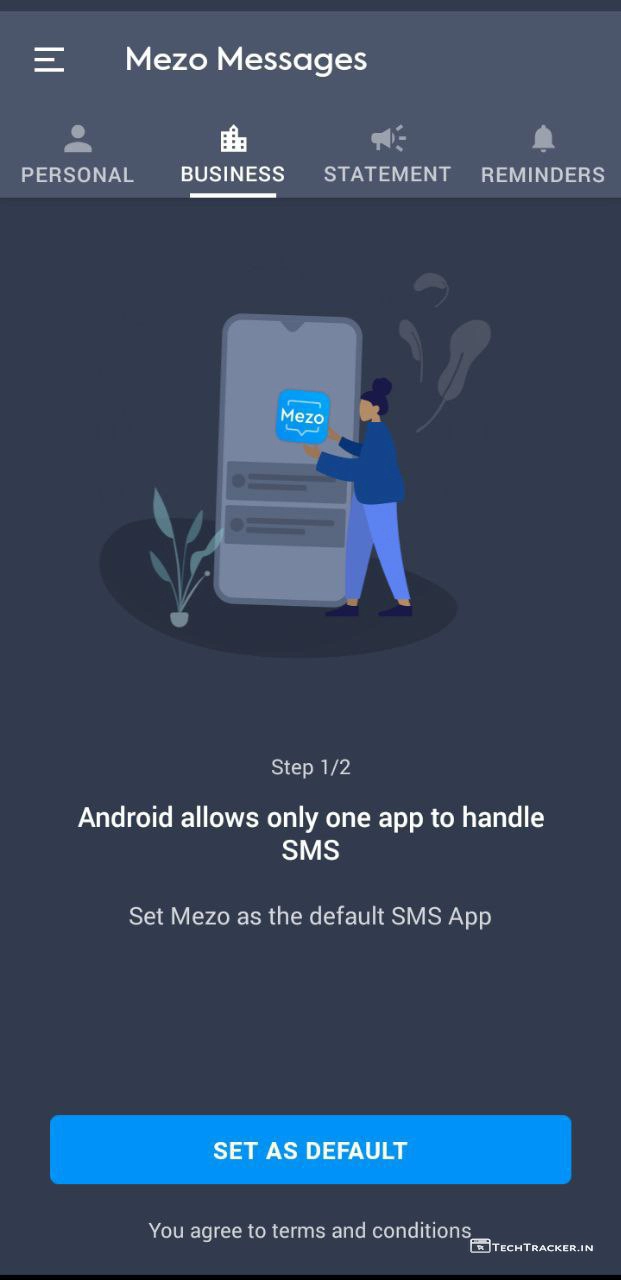 Mezo Messages
PERSONAL
BUSINESS
STATEMENT
REMINDERS
Mezo
Step 1/2
Android allows only one app to handle
SMS
Set Mezo as the default SMS App
SET AS DEFAULT
You agree to terms and conditions
TECHTRACKER.IN